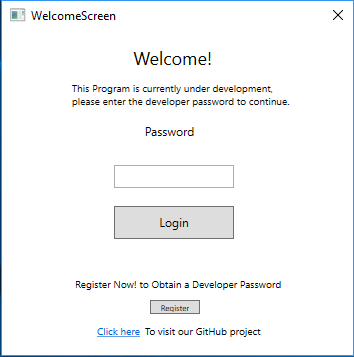 WelcomeScreen
Welcome!
This Program is currently under development,
please enter the developer password to continue.
Password
Login
Register Now! to Obtain a Developer Password
Register
Click here To visit our GitHub project